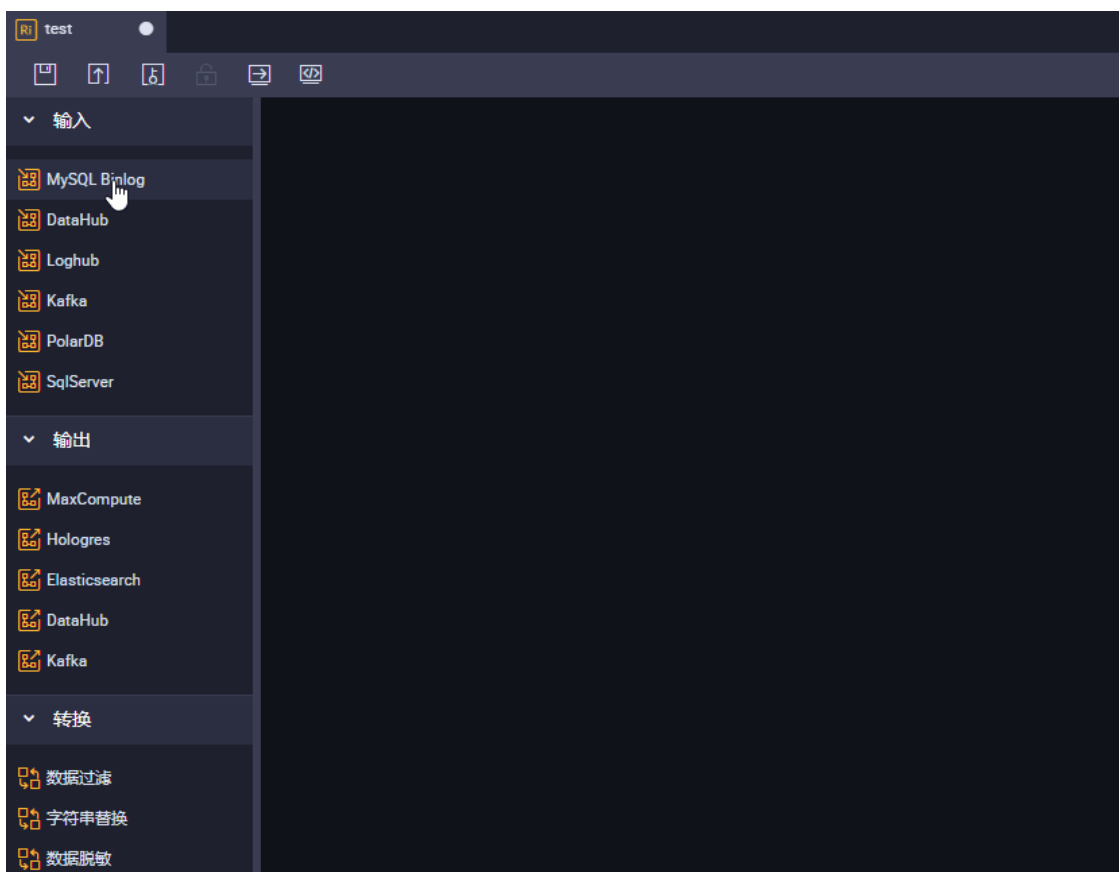 Ri test
输入
MySQL Binlog
DataHub
Loghub
Kafka
PolarDB
SqlServer
输出
MaxCompute
Hologres
Elasticsearch
DataHub
Kafka
转换
数据过滤
字符串替换
数据脱敏